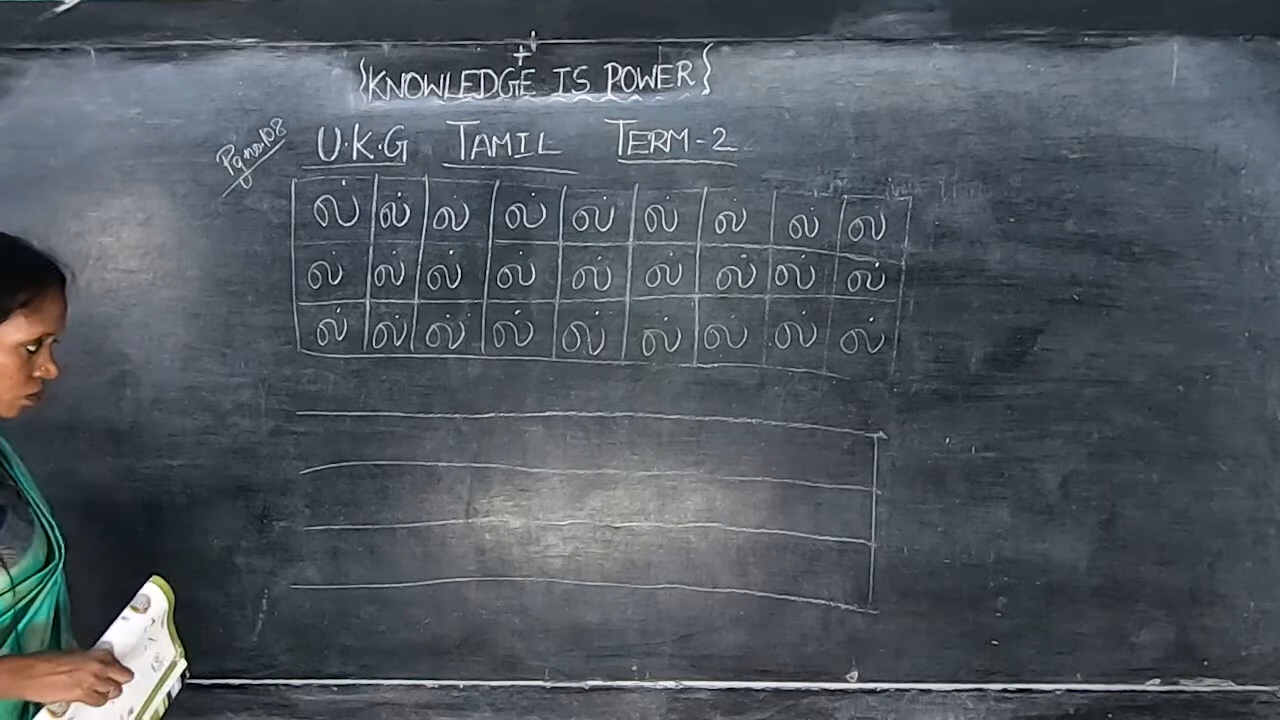 {KNOWLEDGE IS POWER}
Pg no:108
U.K.G TAMIL TERM-2
ல் ல் ல் ல் ல் ல் ல் ல் ல்
ல் ல் ல் ல் ல் ல் ல் ல் ல்
ல் ல் ல் ல் ல் ல் ல் ல் ல்